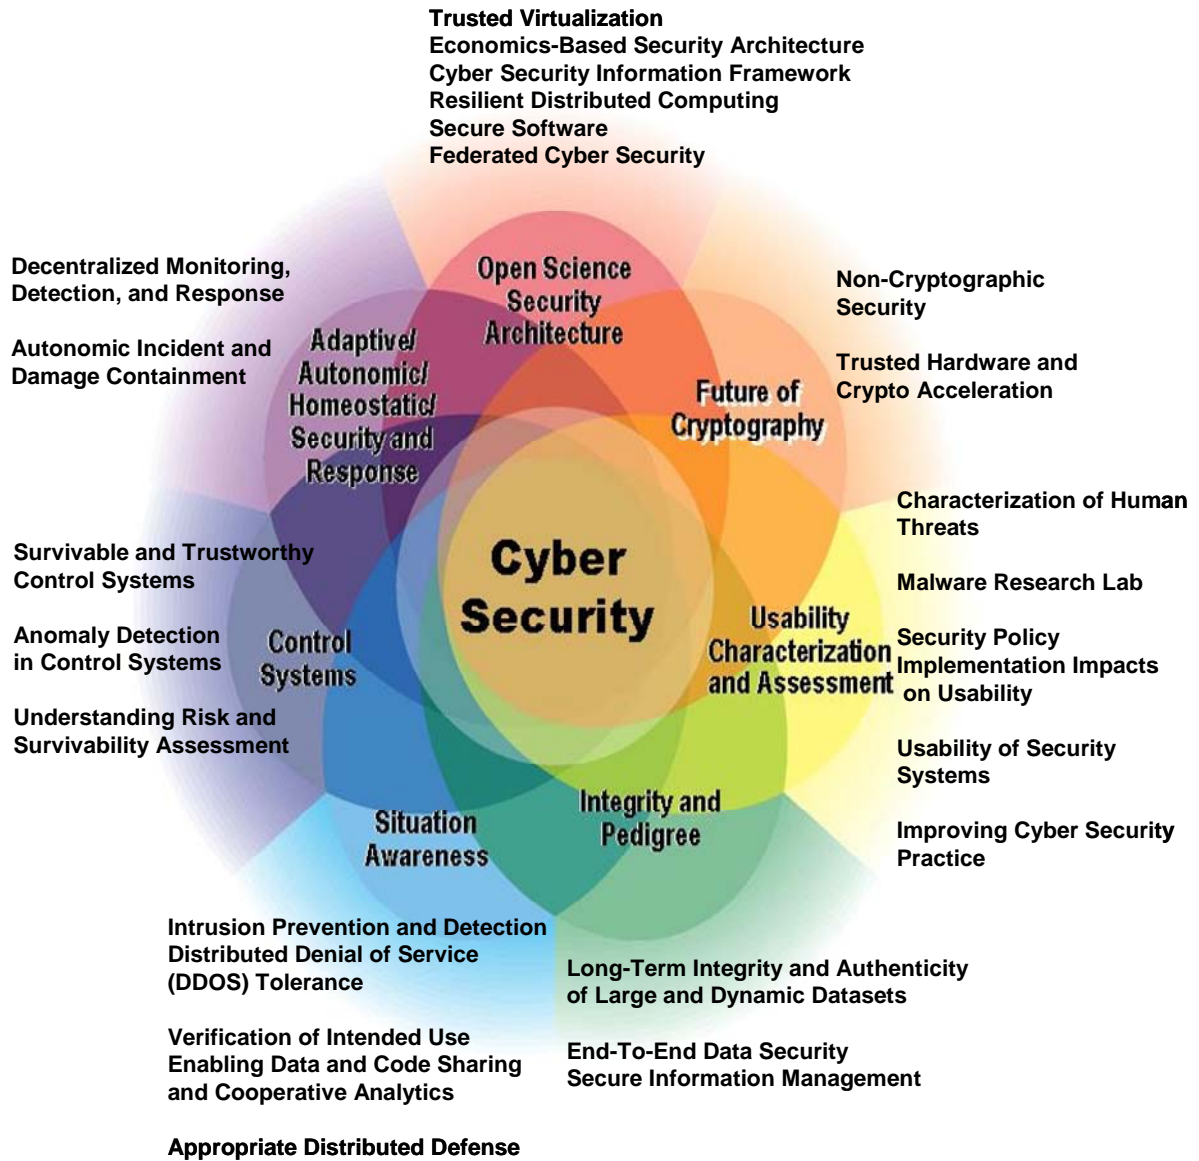 Trusted Virtualization
Economics-Based Security Architecture
Cyber Security Information Framework
Resilient Distributed Computing
Secure Software
Federated Cyber Security
Open Science
Security
Architecture
Decentralized Monitoring,
Detection, and Response
Autonomic Incident and
Damage Containment
Adaptive/
Autonomic/
Homeostatic/
Security and
Response
Non-Cryptographic
Security
Trusted Hardware and
Crypto Acceleration
Future of
Cryptography
Characterization of Human
Threats
Malware Research Lab
Security Policy
Implementation Impacts
on Usability
Usability of Security
Systems
Improving Cyber Security
Practice
Cyber
Security
Usability
Characterization
and Assessment
Survivable and Trustworthy
Control Systems
Anomaly Detection
in Control Systems
Understanding Risk and
Survivability Assessment
Control
Systems
Situation
Awareness
Integrity and
Pedigree
Intrusion Prevention and Detection
Distributed Denial of Service
(DDOS) Tolerance
Verification of Intended Use
Enabling Data and Code Sharing
and Cooperative Analytics
Appropriate Distributed Defense
Long-Term Integrity and Authenticity
of Large and Dynamic Datasets
End-To-End Data Security
Secure Information Management